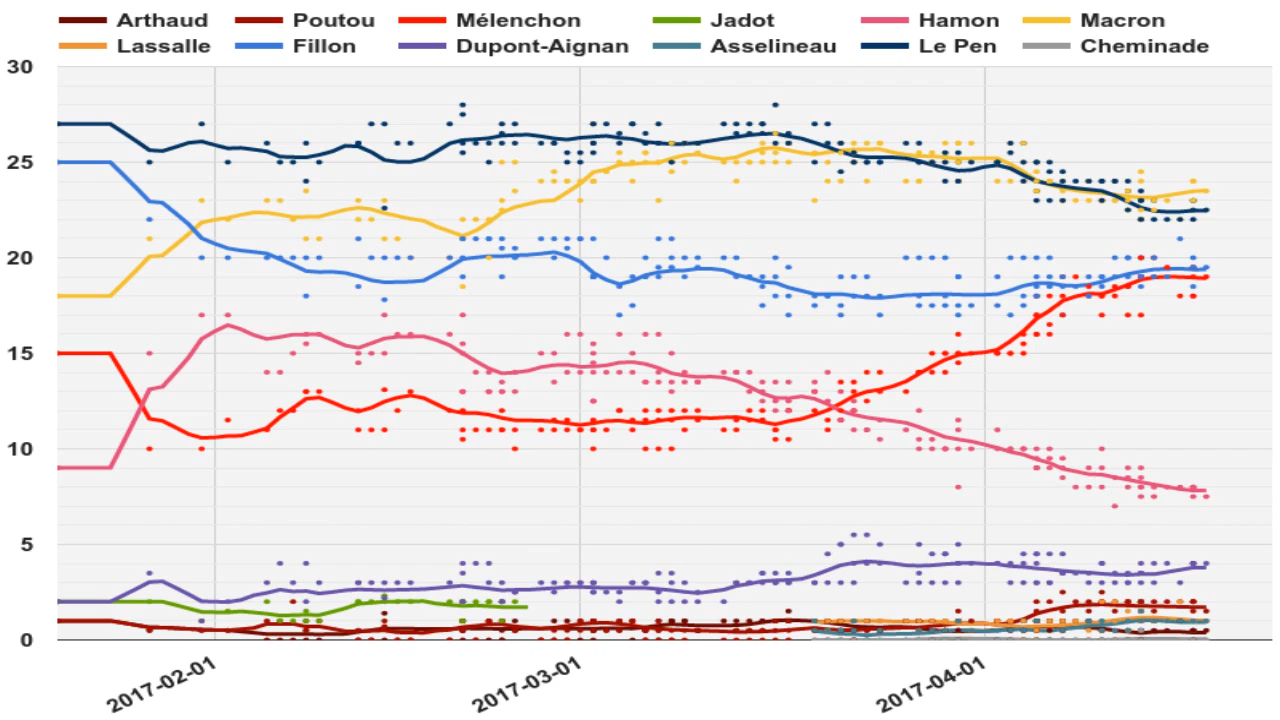 Arthaud Poutou Mélenchon Jadot Hamon Macron
Lassalle Fillon Dupont-Aignan Asselineau Le Pen Cheminade
30
25
20
15
10
5
0
2017-02-01 2017-03-01 2017-04-01